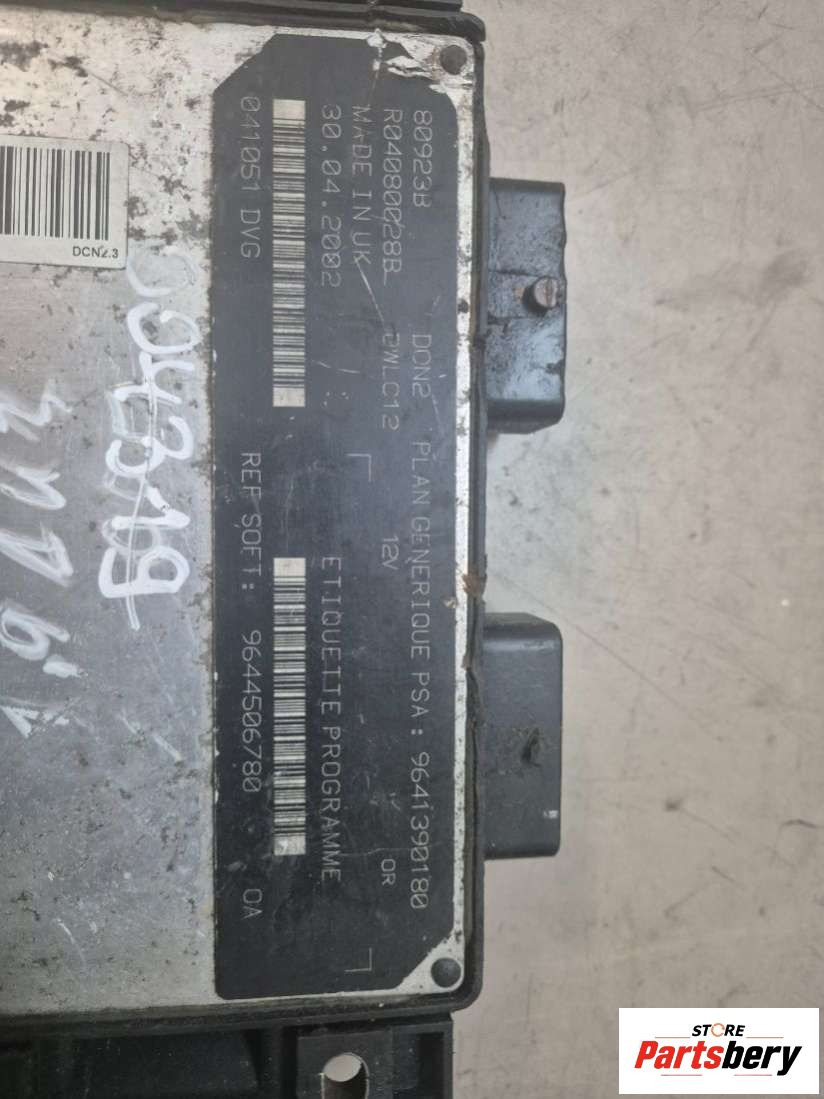 80923B DCN2 PLAN GENERIQUE PSA : 9641390180
R04080028B 2WLC12 12V OR
MADE IN UK
30.04.2002 ETIQUETTE PROGRAMME
041051 DVG REF SOFT: 9644506780 0A
DCN2.3
STORE
Partsbery